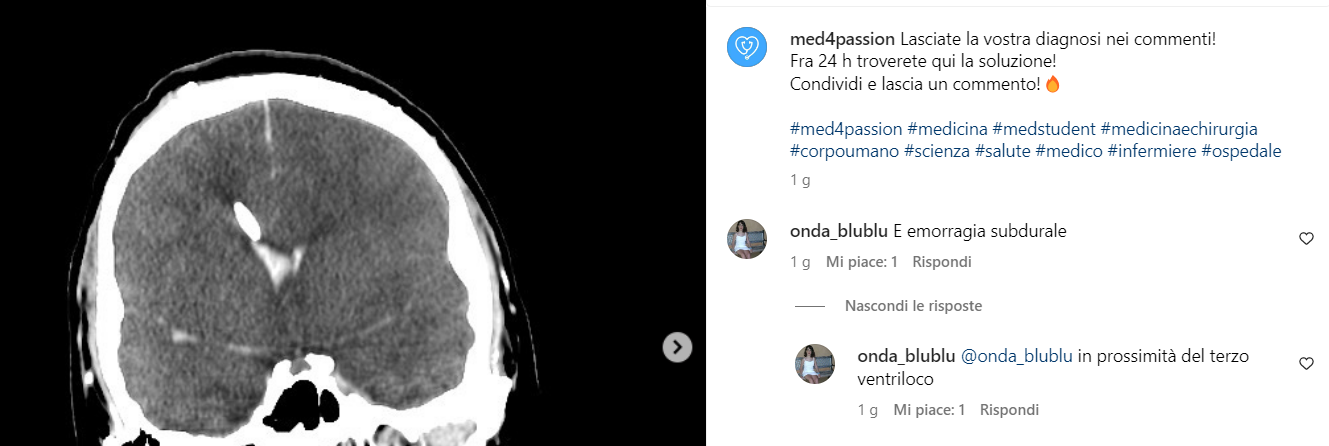 med4passion Lasciate la vostra diagnosi nei commenti!
Fra 24 h troverete qui la soluzione!
Condividi e lascia un commento! 🔥
#med4passion #medicina #medstudent #medicinaechirurgia
#corpoumano #scienza #salute #medico #infermiere #ospedale
1 g
onda_blublu E emorragia subdurale
1 g Mi piace: 1 Rispondi
Nascondi le risposte
onda_blublu @onda_blublu in prossimità del terzo
ventriloco
1 g Mi piace: 1 Rispondi